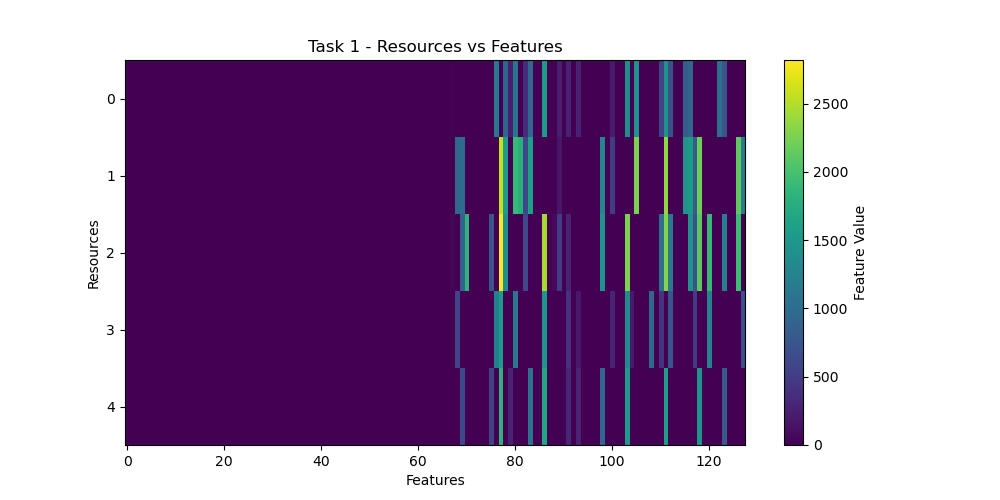 Task 1 - Resources vs Features
Resources
0
1
2
3
4
0 20 40 60 80 100 120
Features
2500
2000
1500
1000
500
0
Feature Value